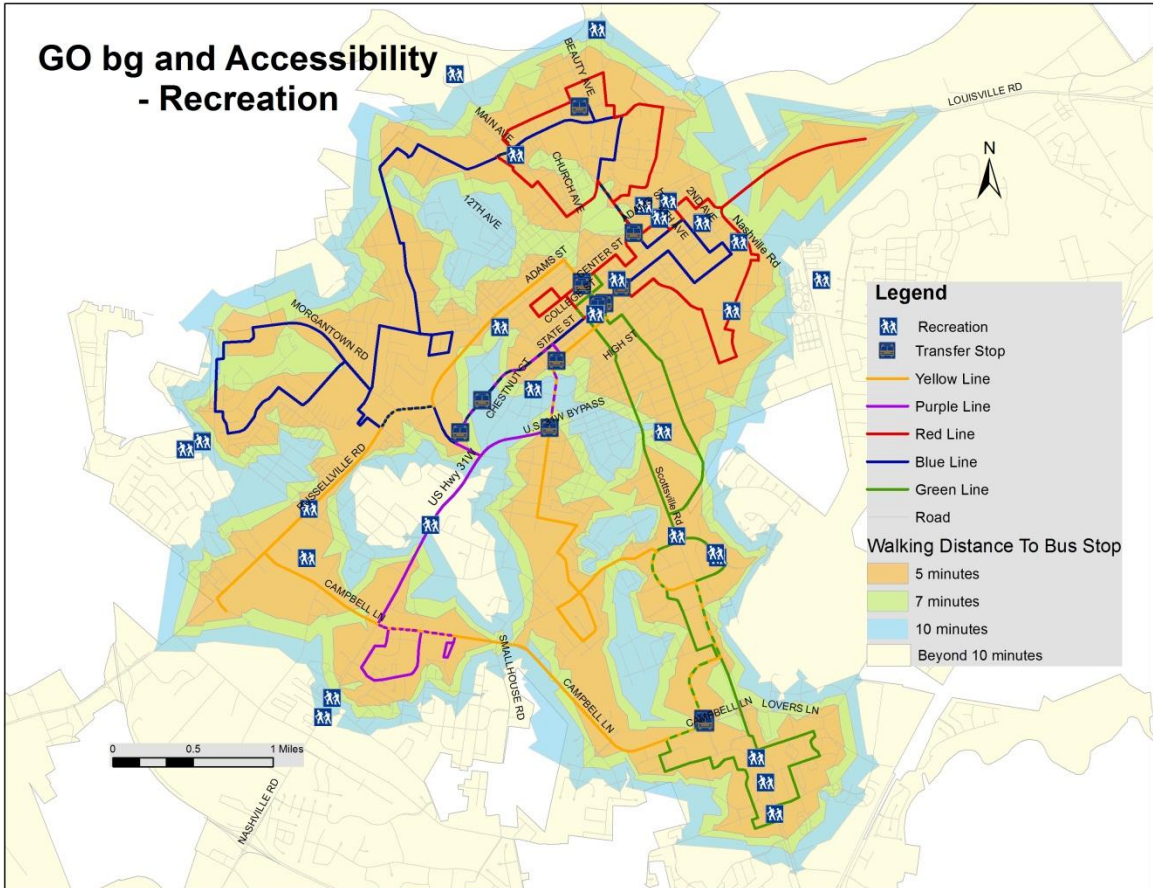 GO bg and Accessibility
- Recreation
BEAUTY AVE
MAIN AVE
CHURCH AVE
12TH AVE
2ND AVE
LOUISVILLE RD
N
Nashville Rd
CENTER ST
ADAMS ST
COLLEGE
STATE ST
HIGH ST
CHESTNUT ST
MORGANTOWN RD
BYPASS
US Hwy 31W
RUSSELLVILLE RD
Scottsville Rd
CAMPBELL LN
SMALLHOUSE RD
CAMPBELL LN
CAMPBELL LN
LOVERS LN
NASHVILLE RD
0 0.5 1 Miles
Legend
Recreation
Transfer Stop
Yellow Line
Purple Line
Red Line
Blue Line
Green Line
Road
Walking Distance To Bus Stop
5 minutes
7 minutes
10 minutes
Beyond 10 minutes